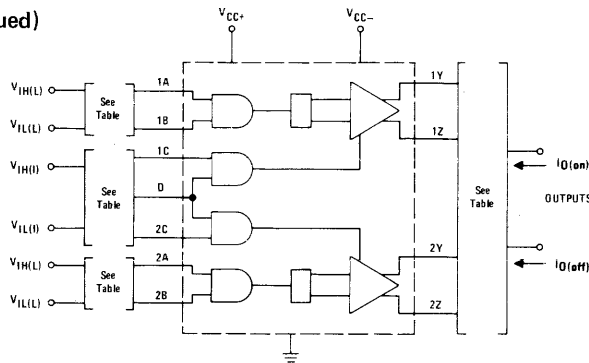 ued)
VCC+
VCC−
VIH(L)
VIL(L)
See
Table
1A
1B
VIH(I)
VIL(I)
See
Table
1C
D
2C
VIH(L)
VIL(L)
See
Table
2A
2B
1Y
1Z
2Y
2Z
See
Table
iO(on)
OUTPUTS
iO(off)